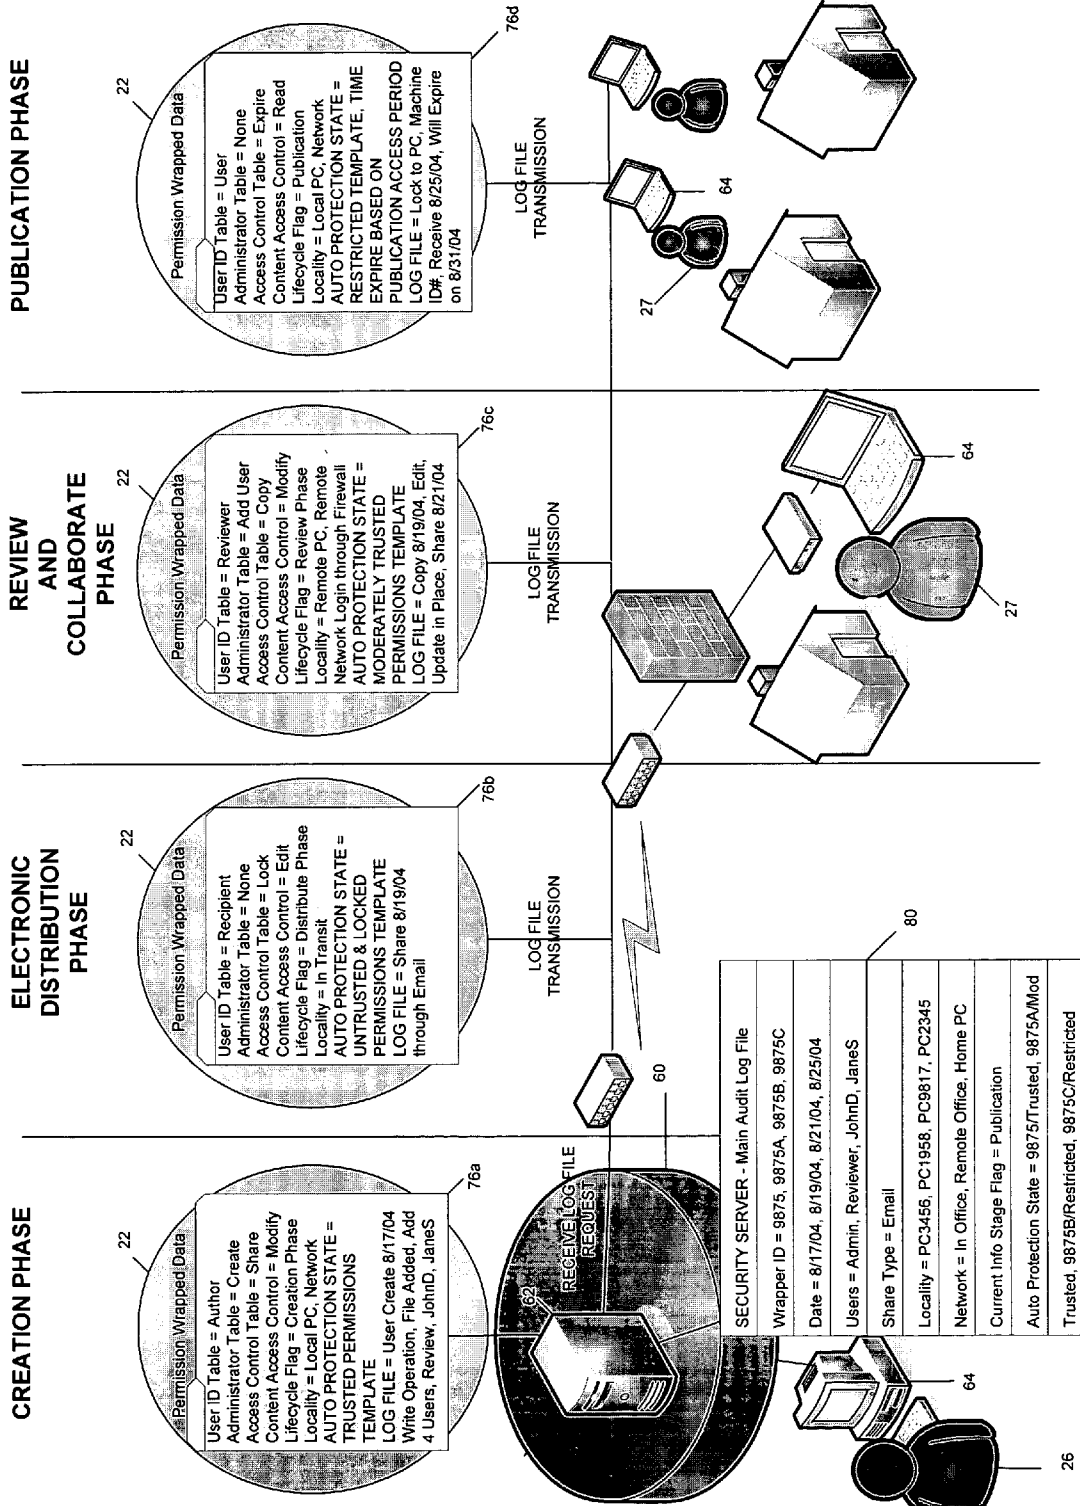 CREATION PHASE
22
Permission Wrapped Data
User ID Table = Author
Administrator Table = Create
Access Control Table = Share
Content Access Control = Modify
Lifecycle Flag = Creation Phase
Locality = Local PC, Network
AUTO PROTECTION STATE =
TRUSTED PERMISSIONS
TEMPLATE
LOG FILE = User Create 8/17/04
Write Operation, File Added, Add
4 Users, Review, JohnD, JaneS
76a
62
RECEIVE LOG FILE
REQUEST
60
64
26
SECURITY SERVER - Main Audit Log File
Wrapper ID = 9875, 9875A, 9875B, 9875C
Date = 8/17/04, 8/19/04, 8/21/04, 8/25/04
Users = Admin, Reviewer, JohnD, JaneS
Share Type = Email
Locality = PC3456, PC1958, PC9817, PC2345
Network = In Office, Remote Office, Home PC
Current Info Stage Flag = Publication
Auto Protection State = 9875/Trusted, 9875A/Mod
Trusted, 9875B/Restricted, 9875C/Restricted
80
ELECTRONIC
DISTRIBUTION
PHASE
22
Permission Wrapped Data
User ID Table = Recipient
Administrator Table = None
Access Control Table = Lock
Content Access Control = Edit
Lifecycle Flag = Distribute Phase
Locality = In Transit
AUTO PROTECTION STATE =
UNTRUSTED & LOCKED
PERMISSIONS TEMPLATE
LOG FILE = Share 8/19/04
through Email
76b
LOG FILE
TRANSMISSION
REVIEW
AND
COLLABORATE
PHASE
22
Permission Wrapped Data
User ID Table = Reviewer
Administrator Table = Add User
Access Control Table = Copy
Content Access Control = Modify
Lifecycle Flag = Review Phase
Locality = Remote PC, Remote
Network Login through Firewall
AUTO PROTECTION STATE =
MODERATELY TRUSTED
PERMISSIONS TEMPLATE
LOG FILE = Copy 8/19/04, Edit,
Update in Place, Share 8/21/04
76c
LOG FILE
TRANSMISSION
64
27
PUBLICATION PHASE
22
Permission Wrapped Data
User ID Table = User
Administrator Table = None
Access Control Table = Expire
Content Access Control = Read
Lifecycle Flag = Publication
Locality = Local PC, Network
AUTO PROTECTION STATE =
RESTRICTED TEMPLATE, TIME
EXPIRE BASED ON
PUBLICATION ACCESS PERIOD
LOG FILE = Lock to PC, Machine
ID#. Receive 8/25/04, Will Expire
on 8/31/04
76d
LOG FILE
TRANSMISSION
64
27